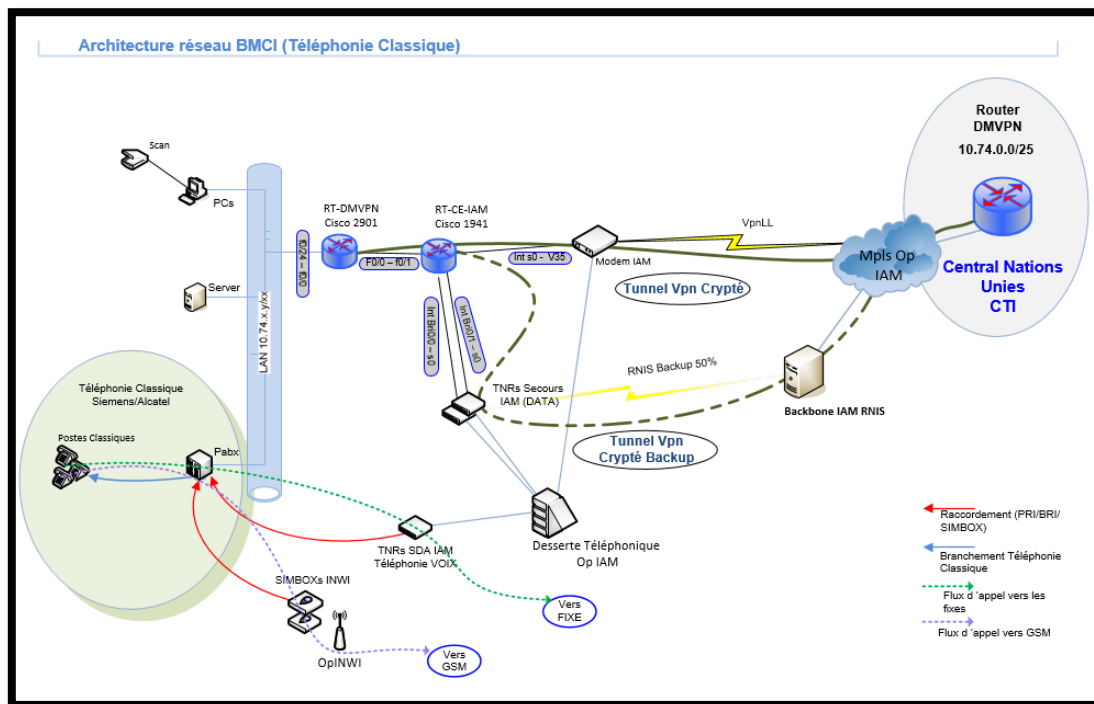 Architecture réseau BMCI (Téléphonie Classique)
Router
DMVPN
10.74.0.0/25
Scan
PCs
RT-DMVPN
Cisco 2901
RT-CE-IAM
Cisco 1941
VpnLL
f0/24 – f0/0
F0/0 – f0/1
Int s0 - V35
Modem IAM
Mpls Op
IAM
Central Nations
Unies
CTI
Server
Tunnel Vpn Crypté
LAN 10.74.x.y/xx
Int Bri0/0 – s0
Int Bri0/1 – s0
RNIS Backup 50%
TNRs Secours
IAM (DATA)
Backbone IAM RNIS
Téléphonie Classique
Siemens/Alcatel
Postes Classiques
Pabx
Tunnel Vpn
Crypté Backup
TNRs SDA IAM
Téléphonie VOIX
Desserte Téléphonique
Op IAM
SIMBOXs INWI
OpINWI
Vers
FIXE
Vers
GSM
Raccordement (PRI/BRI/
SIMBOX)
Branchement Téléphonie
Classique
Flux d 'appel vers les
fixes
Flux d 'appel vers GSM